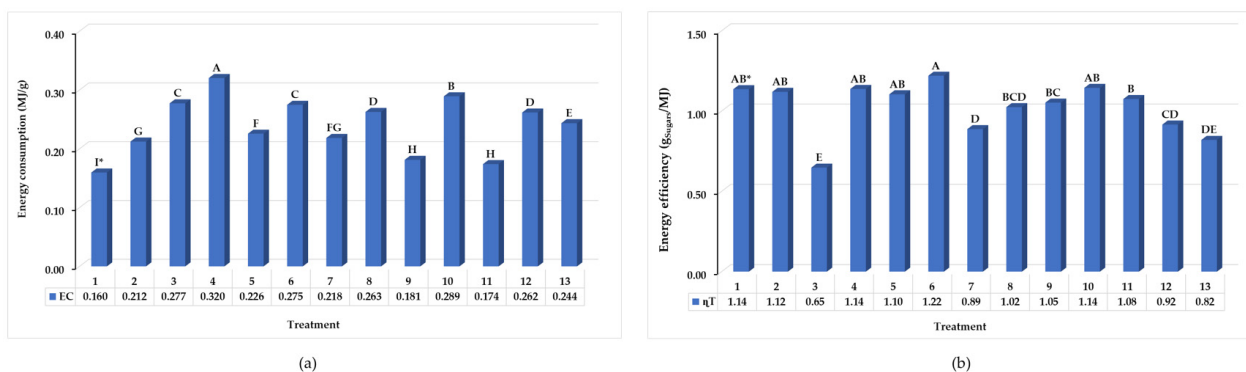 0.40
0.30
0.20
0.10
0.00
Energy consumption (MJ/g)
I*
G
C
A
F
C
FG
D
H
B
H
D
E
1 2 3 4 5 6 7 8 9 10 11 12 13
EC 0.160 0.212 0.277 0.320 0.226 0.275 0.218 0.263 0.181 0.289 0.174 0.262 0.244
Treatment
(a)
1.50
1.00
0.50
0.00
Energy efficiency (gSugars/MJ)
AB*
AB
E
AB
AB
A
D
BCD
BC
AB
B
CD
DE
1 2 3 4 5 6 7 8 9 10 11 12 13
ηT 1.14 1.12 0.65 1.14 1.10 1.22 0.89 1.02 1.05 1.14 1.08 0.92 0.82
Treatment
(b)